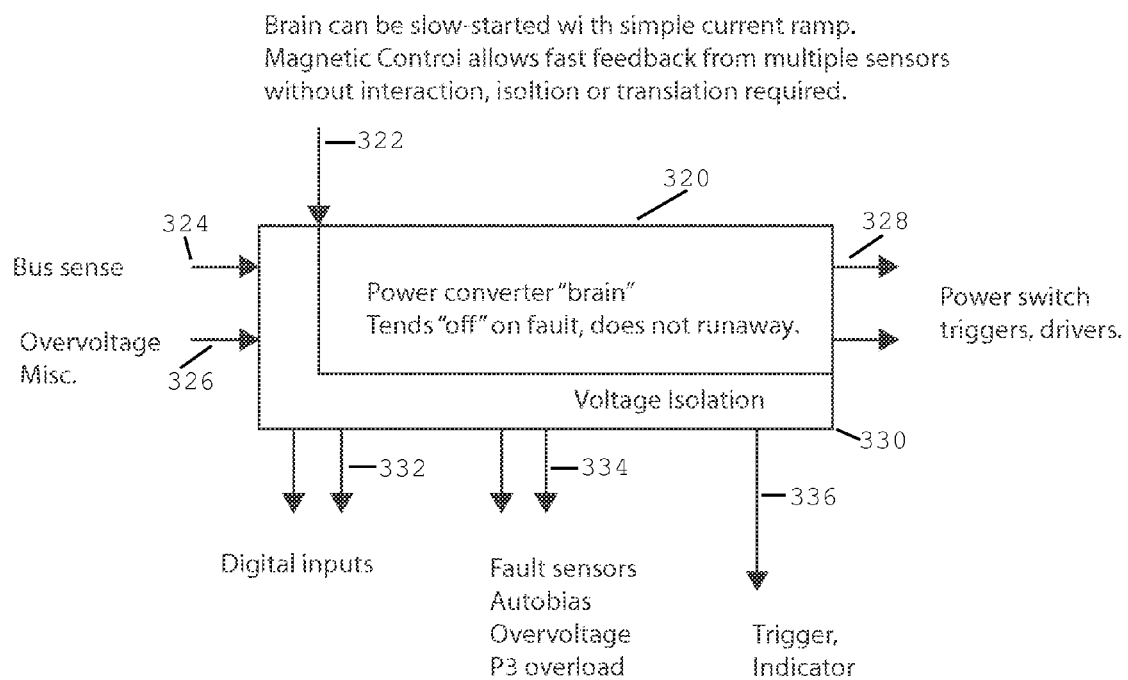 Brain can be slow-started wi th simple current ramp.
Magnetic Control allows fast feedback from multiple sensors
without interaction, isoltion or translation required.
322
320
324
328
Bus sense
Power converter "brain"
Tends "off" on fault, does not runaway.
Power switch
triggers, drivers.
Overvoltage
Misc.
326
Voltage Isolation
330
332
334
336
Digital inputs
Fault sensors
Autobias
Overvoltage
P3 overload
Trigger,
Indicator